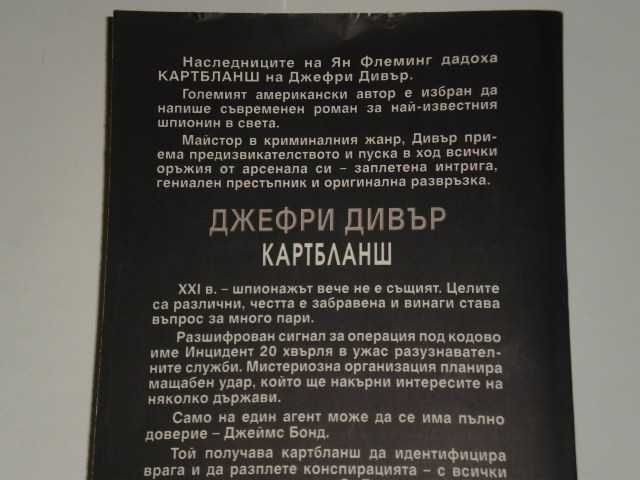 Наследниците на Ян Флеминг дадоха
КАРТБЛАНШ на Джефри Дивър.
Големият американски автор е избран да
напише съвременен роман за най-известния
шпионин в света.
Майстор в криминалния жанр, Дивър при-
ема предизвикателството и пуска в ход всички
оръжия от арсенала си – заплетена интрига,
гениален престъпник и оригинална развръзка.
ДЖЕФРИ ДИВЪР
КАРТБЛАНШ
XXI в. – шпионажът вече не е същият. Целите
са различни, честта е забравена и винаги става
въпрос за много пари.
Разшифрован сигнал за операция под кодово
име Инцидент 20 хвърля в ужас разузнавател-
ните служби. Мистериозна организация планира
мащабен удар, който ще накърни интересите на
няколко държави.
Само на един агент може да се има пълно
доверие – Джеймс Бонд.
Той получава картбланш да идентифицира
врага и да разплете конспирацията – с всички